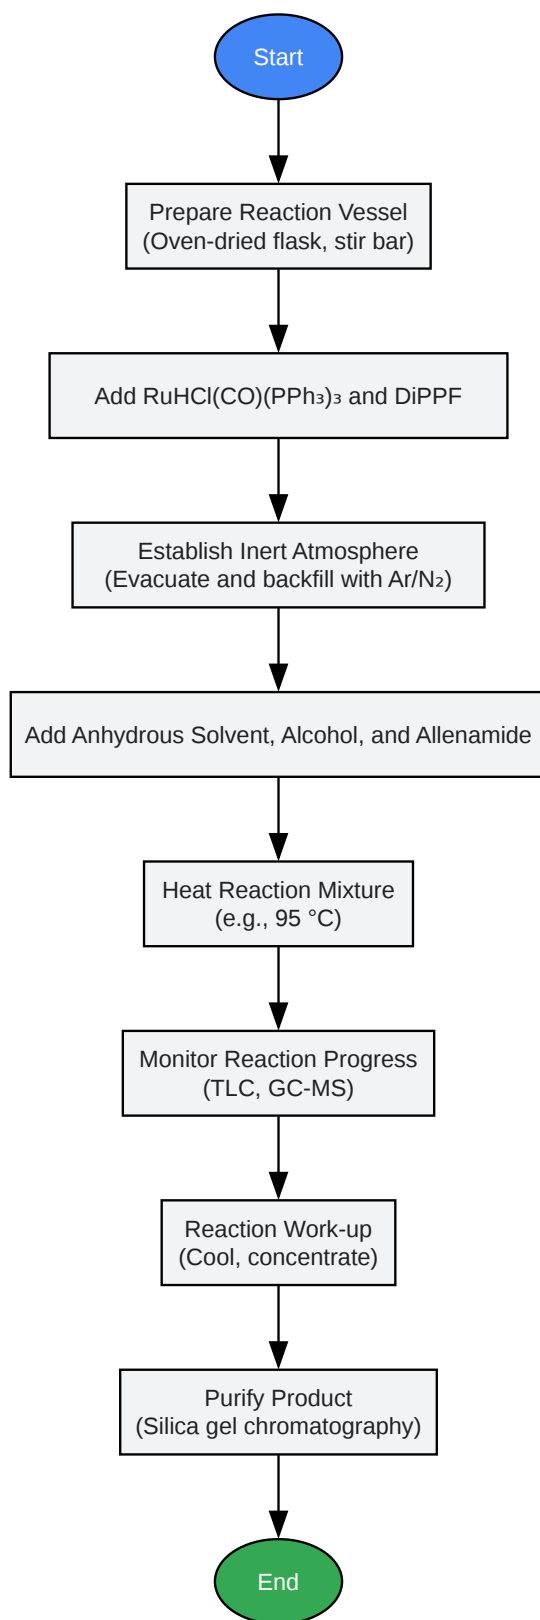 Start
Prepare Reaction Vessel
(Oven-dried flask, stir bar)
Add RuHCl(CO)(PPh₃)₃ and DiPPF
Establish Inert Atmosphere
(Evacuate and backfill with Ar/N₂)
Add Anhydrous Solvent, Alcohol, and Allenamide
Heat Reaction Mixture
(e.g., 95 °C)
Monitor Reaction Progress
(TLC, GC-MS)
Reaction Work-up
(Cool, concentrate)
Purify Product
(Silica gel chromatography)
End